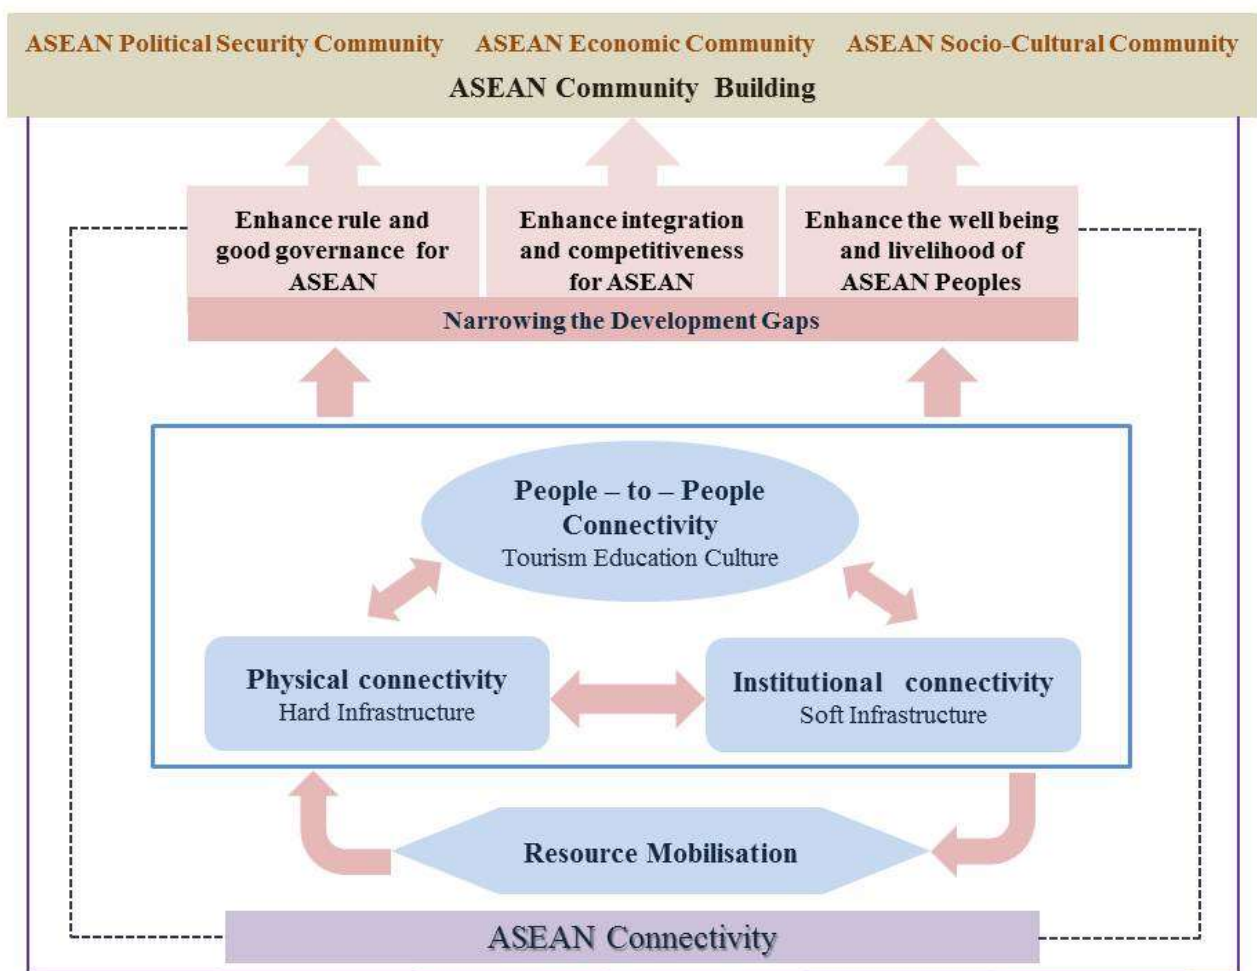 ASEAN Political Security Community ASEAN Economic Community ASEAN Socio-Cultural Community
ASEAN Community Building
Enhance rule and
good governance for
ASEAN
Enhance integration
and competitiveness
for ASEAN
Enhance the well being
and livelihood of
ASEAN Peoples
Narrowing the Development Gaps
People – to – People
Connectivity
Tourism Education Culture
Physical connectivity
Hard Infrastructure
Institutional connectivity
Soft Infrastructure
Resource Mobilisation
ASEAN Connectivity